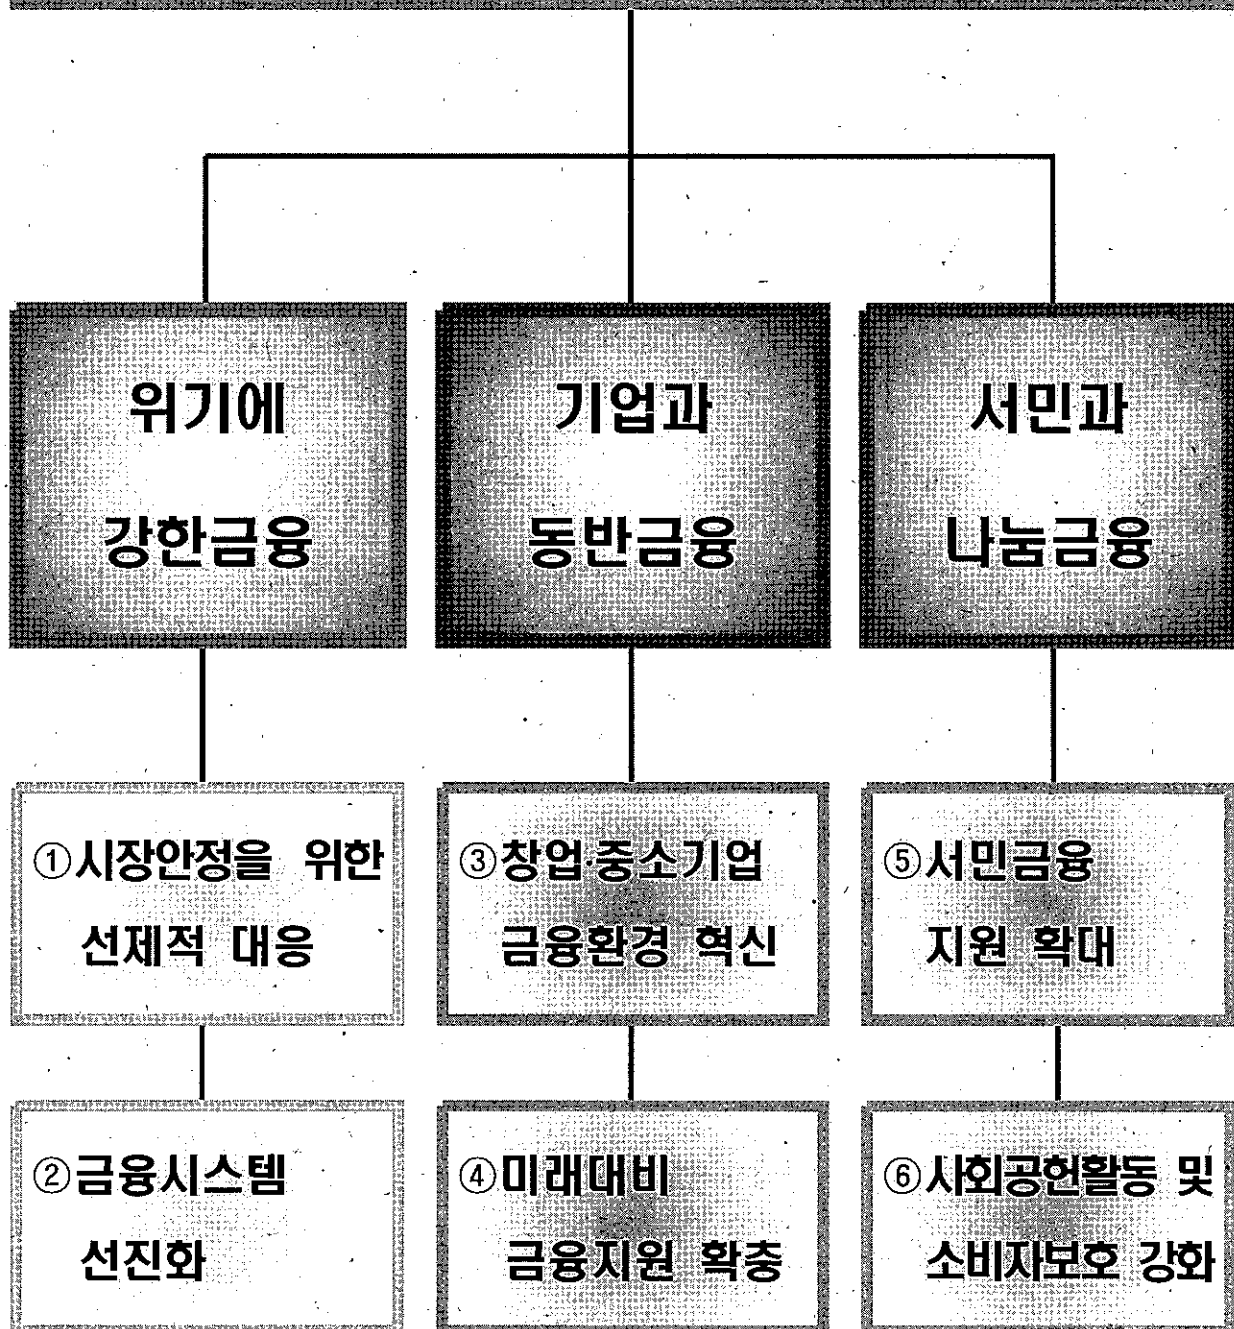 위기에
강한금융
기업과
동반금융
서민과
나눔금융
①시장안정을 위한
선제적 대응
③창업·중소기업
금융환경 혁신
⑤서민금융
지원 확대
②금융시스템
선진화
④미래대비
금융지원 확충
⑥사회공헌활동 및
소비자보호 강화